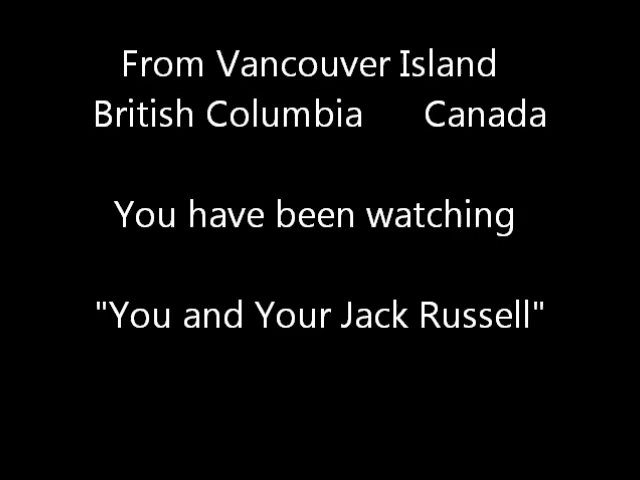 From Vancouver Island
British Columbia Canada
You have been watching
"You and Your Jack Russell"